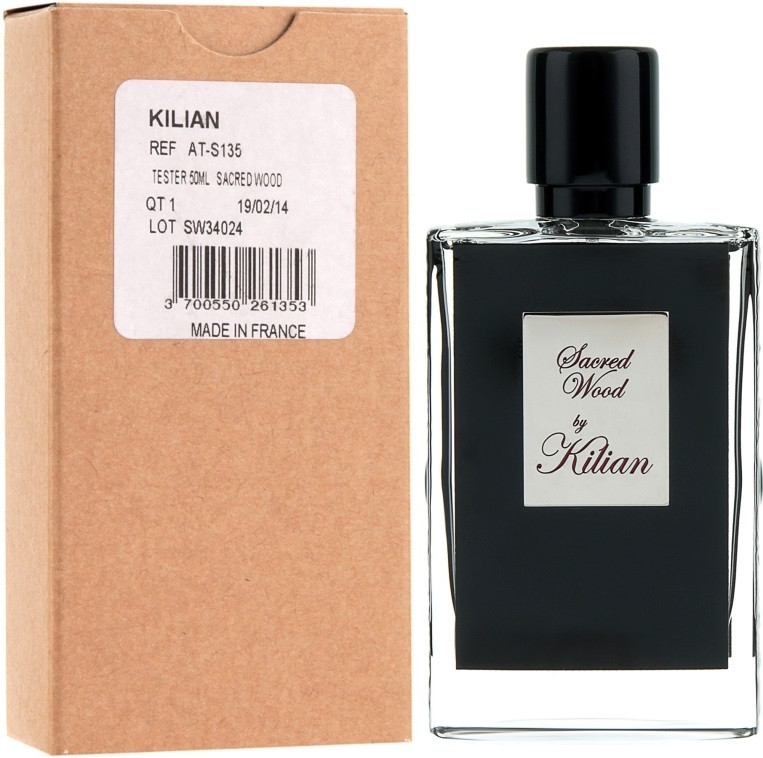 KILIAN
REF AT-S135
TESTER 50ML SACRED WOOD
QT 1 19/02/14
LOT SW34024
3 700550 261353
MADE IN FRANCE
Sacred
Wood
by
Kilian